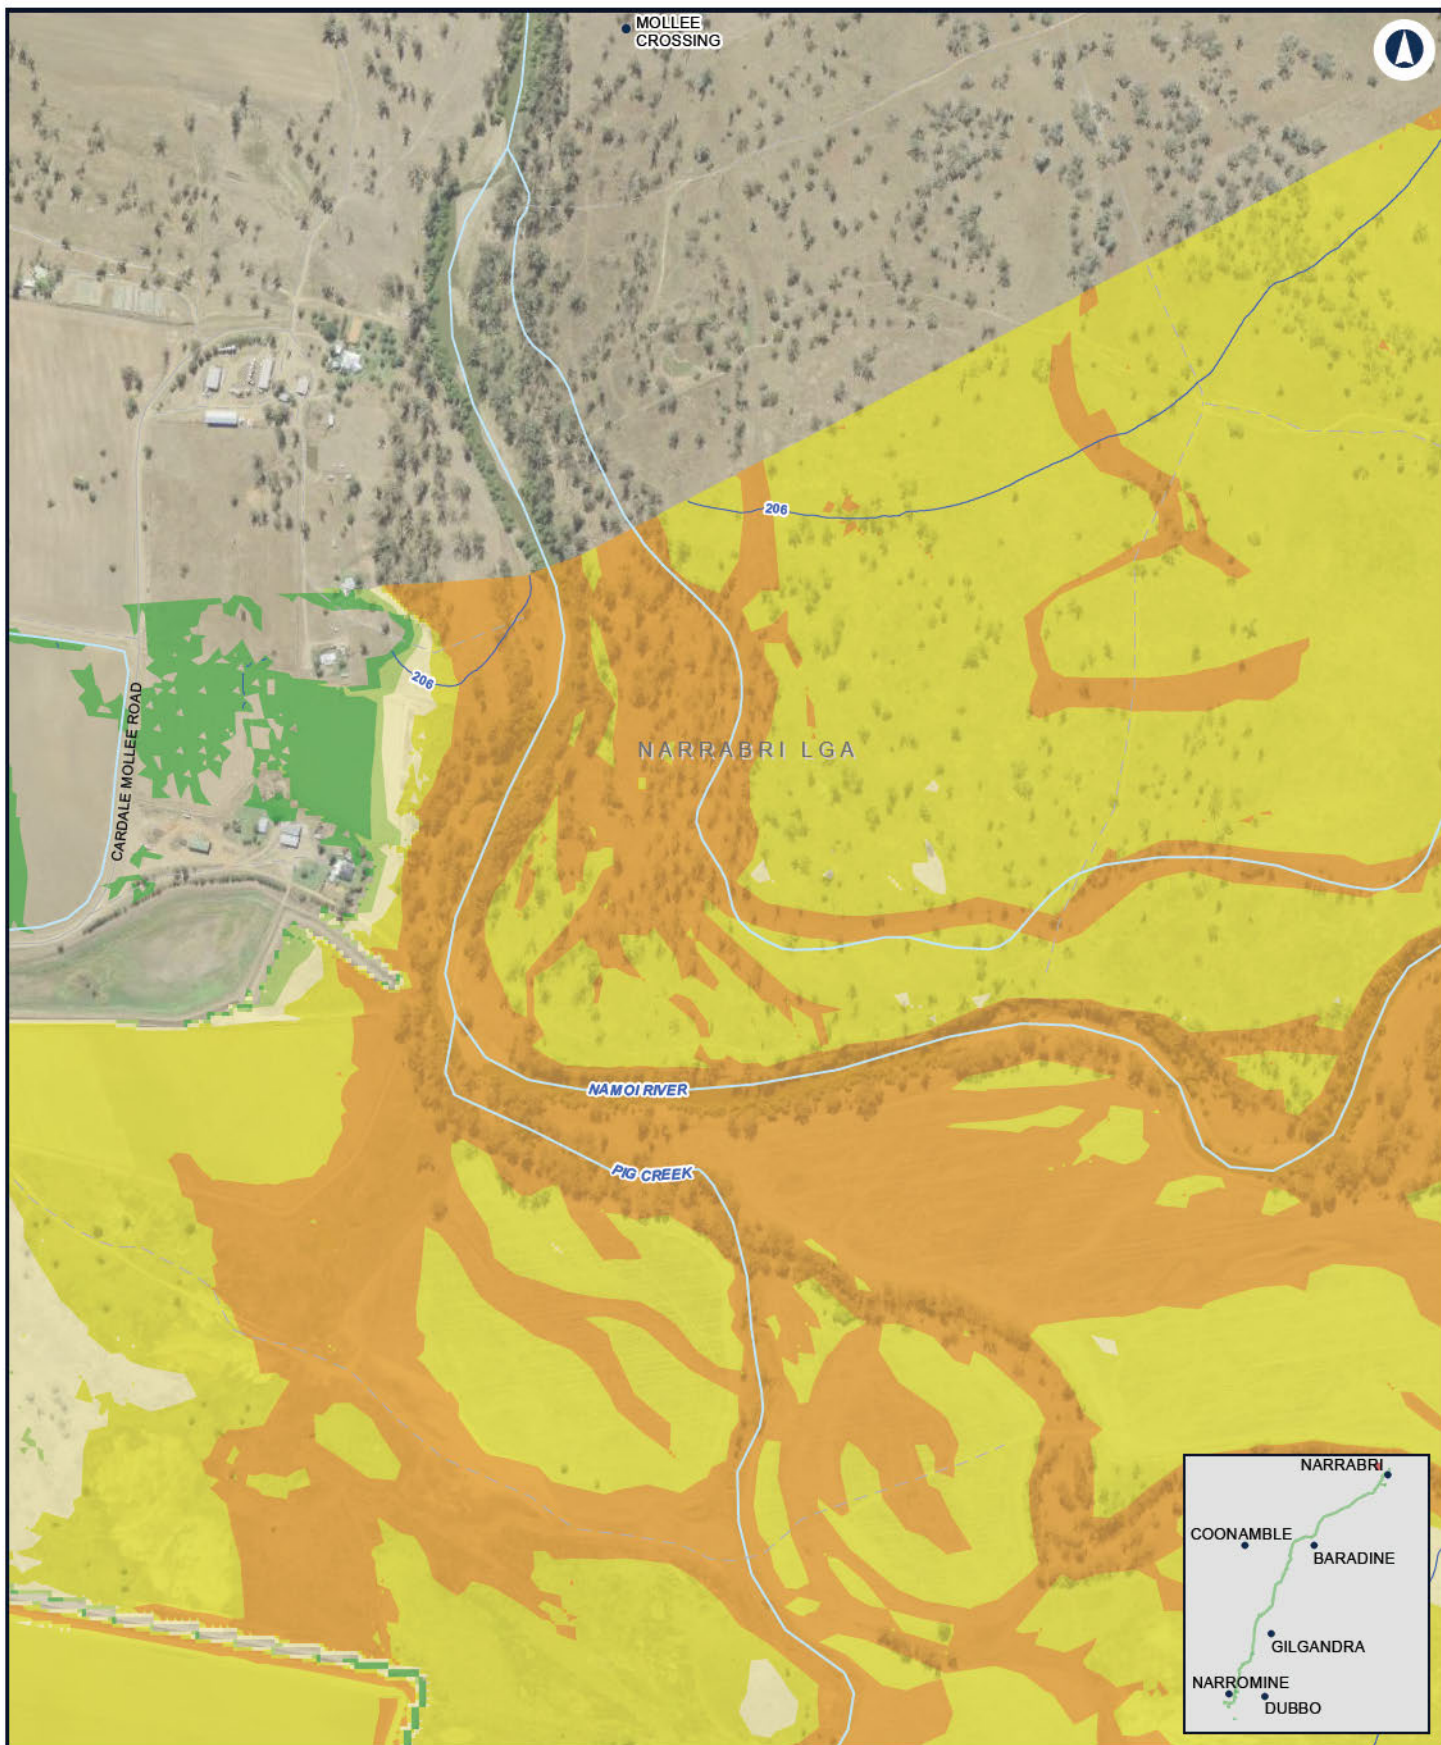 MOLLEE
CROSSING
206
206
CARDALE MOLLEE ROAD
NARRABRI LGA
NAMOI RIVER
PIG CREEK
NARRABRI
COONAMBLE
BARADINE
GILGANDRA
NARROMINE
DUBBO